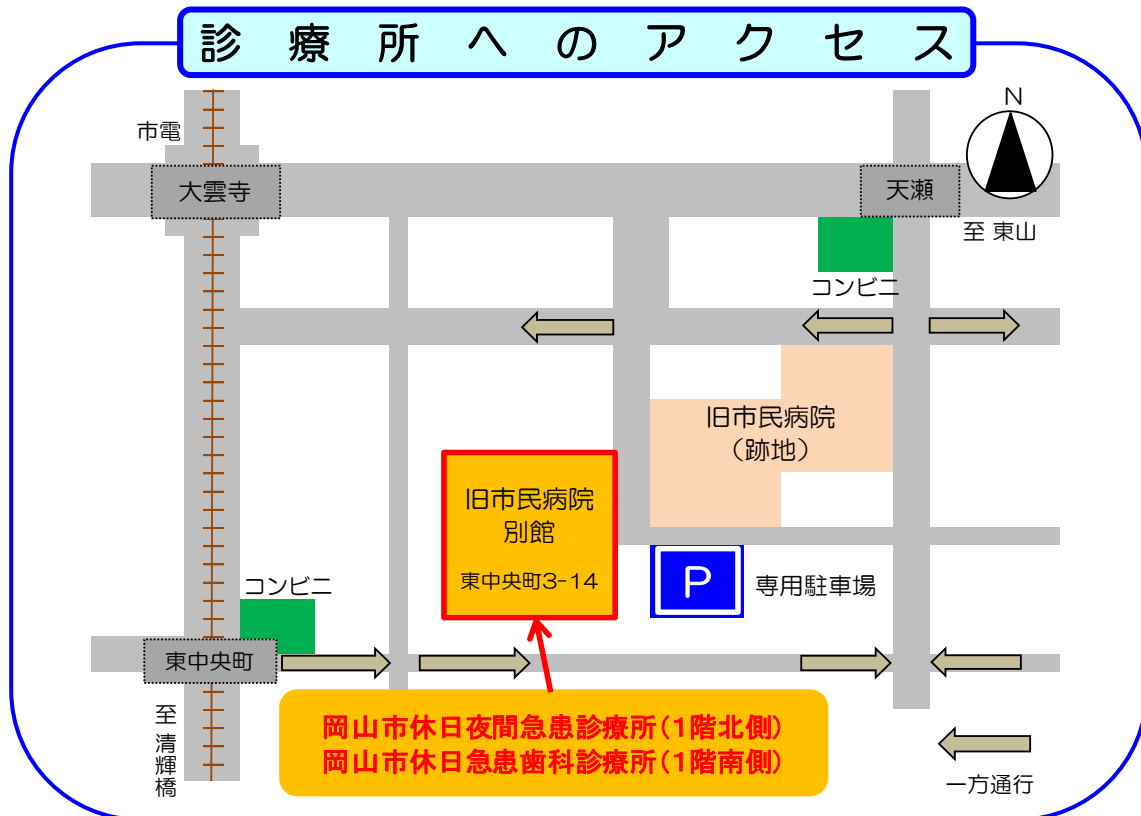 診療所へのアクセス
N
市電
大雲寺
天瀬
至 東山
コンビニ
旧市民病院
（跡地）
旧市民病院
別館
東中央町3-14
コンビニ
P
専用駐車場
東中央町
至 清輝橋
岡山市休日夜間急患診療所（1階北側）
岡山市休日急患歯科診療所（1階南側）
一方通行